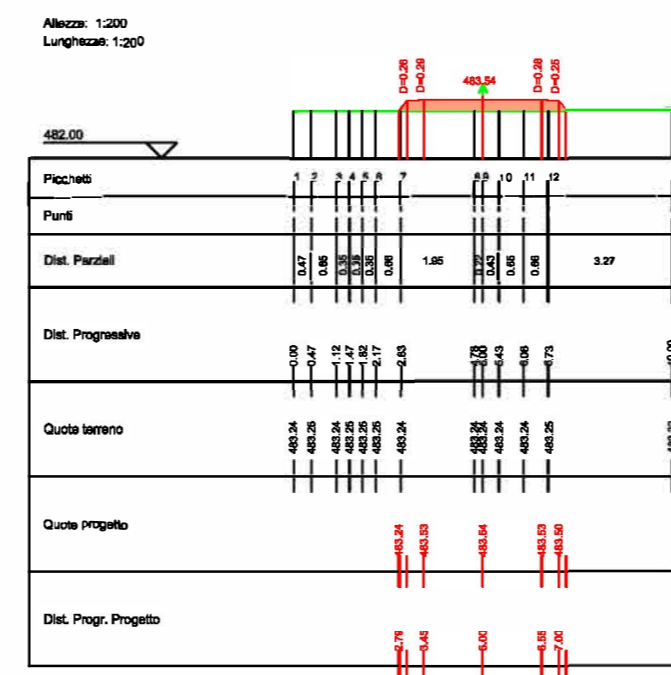 Altezze: 1:200
Lunghezze: 1:200
D=0.26 D=0.29 483.54 D=0.28 D=0.25
482.00
Picchetti 1 2 3 4 5 6 7 8 9 10 11 12
Punti
Dist. Parziali 0.47 0.65 0.35 0.35 0.35 0.66 1.95 0.22 0.43 0.65 0.66 3.27
Dist. Progressive 0.00 0.47 1.12 1.47 1.82 2.17 2.83 4.78 5.00 5.43 6.08 6.73
Quote terreno 483.24 483.25 483.24 483.25 483.25 483.25 483.24 483.24 483.24 483.24 483.24 483.25
Quote progetto 483.24 483.53 483.54 483.53 483.50
Dist. Progr. Progetto 2.79 3.45 5.00 6.55 7.00